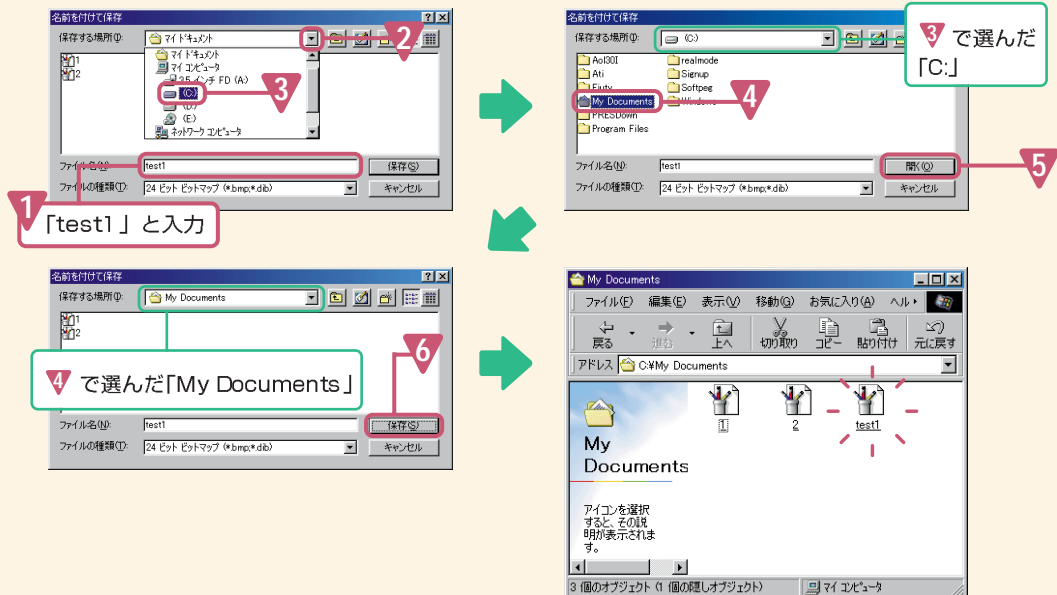 名前を付けて保存
保存する場所(I):
マイ ドキュメント
マイ ドキュメント
マイ コンピュータ
3.5 インチ FD (A:)
(C:)
(D:)
(E:)
ネットワーク コンピュータ
1
2
ファイル名(N):
test1
保存(S)
ファイルの種類(T):
24 ビット ビットマップ (*.bmp;*.dib)
キャンセル
2
3
1
「test1」と入力
名前を付けて保存
保存する場所(I):
(C:)
Aol30I
Ati
My Documents
Program Files
realmode
Signup
Softpeg
Windows
ファイル名(N):
test1
開く(O)
ファイルの種類(T):
24 ビット ビットマップ (*.bmp;*.dib)
キャンセル
3 で選んだ
「C:」
4
5
名前を付けて保存
保存する場所(I):
My Documents
1
2
4 で選んだ「My Documents」
6
ファイル名(N):
test1
保存(S)
ファイルの種類(T):
24 ビット ビットマップ (*.bmp;*.dib)
キャンセル
My Documents
ファイル(F) 編集(E) 表示(V) 移動(G) お気に入り(A) ヘル
戻る 進む 上へ 切り取り コピー 貼り付け 元に戻す
アドレス C:¥My Documents
My
Documents
アイコンを選択
すると、その説
明が表示されま
す。
1 2 test1
3 個のオブジェクト (1 個の隠しオブジェクト) マイ コンピュータ